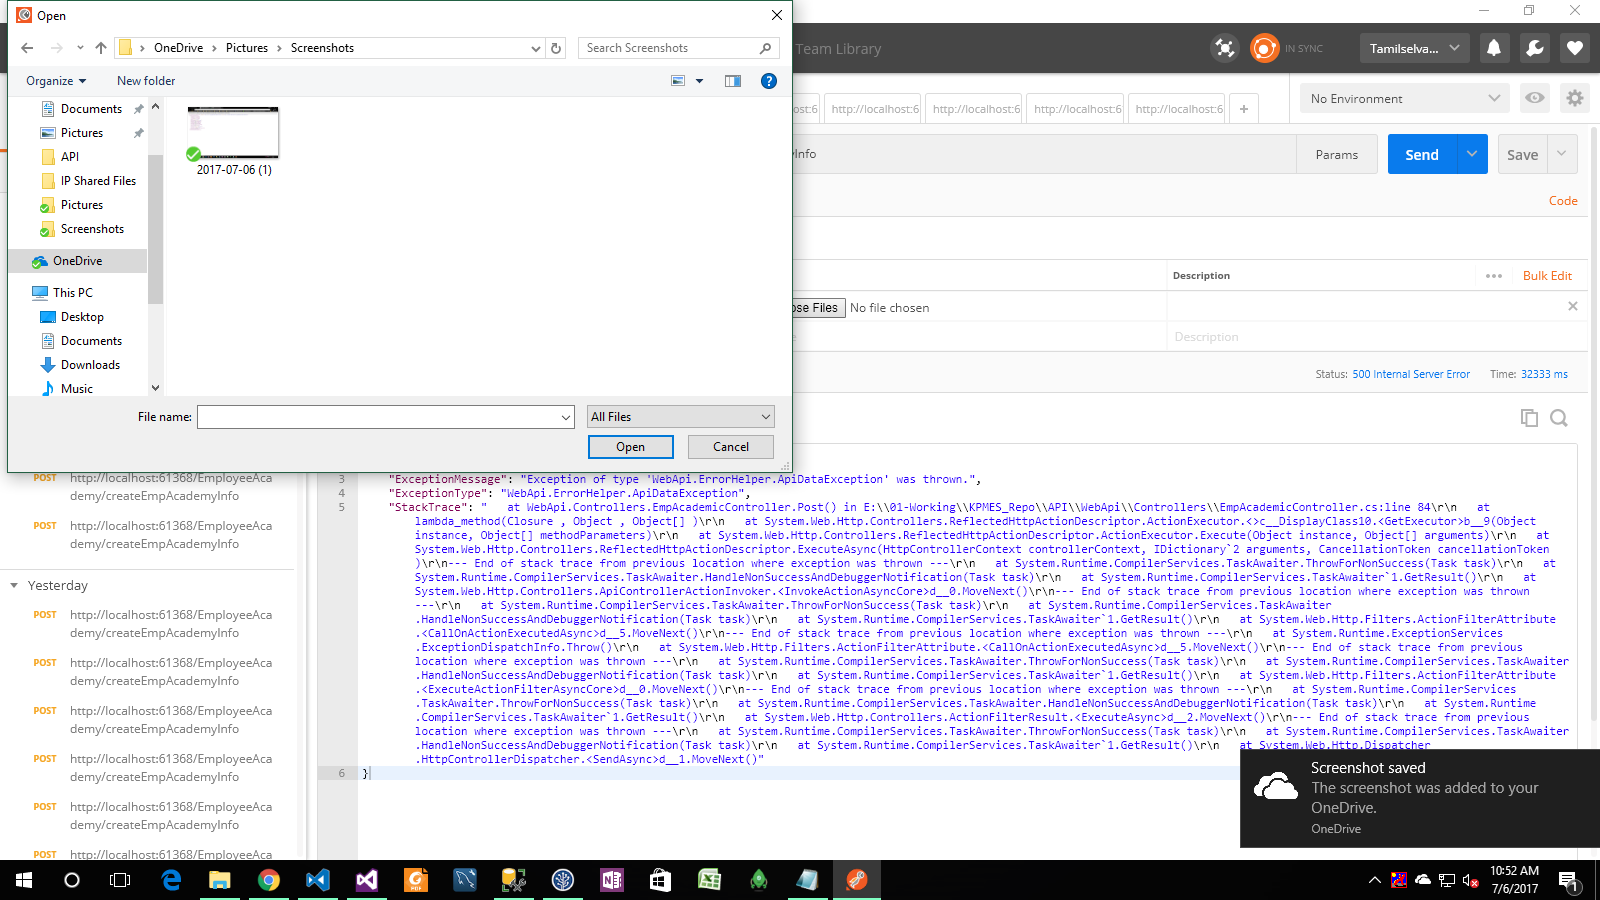 Open
OneDrive > Pictures > Screenshots
Search Screenshots
Organize
New folder
Documents
Pictures
API
IP Shared Files
Pictures
Screenshots
OneDrive
This PC
Desktop
Documents
Downloads
Music
2017-07-06 (1)
File name:
All Files
Open
Cancel
Team Library
IN SYNC
Tamilselva...
http://localhost:6
http://localhost:6
http://localhost:6
http://localhost:6
+
No Environment
Params
Send
Save
Code
Description
Bulk Edit
No file chosen
Description
Status: 500 Internal Server Error
Time: 32333 ms
POST http://localhost:61368/EmployeeAca
demy/createEmpAcademyInfo
POST http://localhost:61368/EmployeeAca
demy/createEmpAcademyInfo
Yesterday
POST http://localhost:61368/EmployeeAca
demy/createEmpAcademyInfo
POST http://localhost:61368/EmployeeAca
demy/createEmpAcademyInfo
POST http://localhost:61368/EmployeeAca
demy/createEmpAcademyInfo
POST http://localhost:61368/EmployeeAca
demy/createEmpAcademyInfo
POST http://localhost:61368/EmployeeAca
demy/createEmpAcademyInfo
POST http://localhost:61368/EmployeeAca
3 "ExceptionMessage": "Exception of type 'WebApi.ErrorHelper.ApiDataException' was thrown.",
4 "ExceptionType": "WebApi.ErrorHelper.ApiDataException",
5 "StackTrace": "   at WebApi.Controllers.EmpAcademicController.Post() in E:\\01-Working\\KPMES_Repo\\API\\WebApi\\Controllers\\EmpAcademicController.cs:line 84\r\n   at
lambda_method(Closure , Object , Object[] )\r\n   at System.Web.Http.Controllers.ReflectedHttpActionDescriptor.ActionExecutor.<>c__DisplayClass10.<GetExecutor>b__9(Object
instance, Object[] methodParameters)\r\n   at System.Web.Http.Controllers.ReflectedHttpActionDescriptor.ActionExecutor.Execute(Object instance, Object[] arguments)\r\n   at
System.Web.Http.Controllers.ReflectedHttpActionDescriptor.ExecuteAsync(HttpControllerContext controllerContext, IDictionary`2 arguments, CancellationToken cancellationToken
)\r\n--- End of stack trace from previous location where exception was thrown ---\r\n   at System.Runtime.CompilerServices.TaskAwaiter.ThrowForNonSuccess(Task task)\r\n   at
System.Runtime.CompilerServices.TaskAwaiter.HandleNonSuccessAndDebuggerNotification(Task task)\r\n   at System.Runtime.CompilerServices.TaskAwaiter`1.GetResult()\r\n   at
System.Web.Http.Controllers.ApiControllerActionInvoker.<InvokeActionAsyncCore>d__0.MoveNext()\r\n--- End of stack trace from previous location where exception was thrown
---\r\n   at System.Runtime.CompilerServices.TaskAwaiter.ThrowForNonSuccess(Task task)\r\n   at System.Runtime.CompilerServices.TaskAwaiter
.HandleNonSuccessAndDebuggerNotification(Task task)\r\n   at System.Runtime.CompilerServices.TaskAwaiter`1.GetResult()\r\n   at System.Web.Http.Filters.ActionFilterAttribute
.<CallOnActionExecutedAsync>d__5.MoveNext()\r\n--- End of stack trace from previous location where exception was thrown ---\r\n   at System.Runtime.ExceptionServices
.ExceptionDispatchInfo.Throw()\r\n   at System.Web.Http.Filters.ActionFilterAttribute.<CallOnActionExecutedAsync>d__5.MoveNext()\r\n--- End of stack trace from previous
location where exception was thrown ---\r\n   at System.Runtime.CompilerServices.TaskAwaiter.ThrowForNonSuccess(Task task)\r\n   at System.Runtime.CompilerServices.TaskAwaiter
.HandleNonSuccessAndDebuggerNotification(Task task)\r\n   at System.Runtime.CompilerServices.TaskAwaiter`1.GetResult()\r\n   at System.Web.Http.Filters.ActionFilterAttribute
.<ExecuteActionFilterAsyncCore>d__0.MoveNext()\r\n--- End of stack trace from previous location where exception was thrown ---\r\n   at System.Runtime.CompilerServices
.TaskAwaiter.ThrowForNonSuccess(Task task)\r\n   at System.Runtime.CompilerServices.TaskAwaiter.HandleNonSuccessAndDebuggerNotification(Task task)\r\n   at System.Runtime
.CompilerServices.TaskAwaiter`1.GetResult()\r\n   at System.Web.Http.Controllers.ActionFilterResult.<ExecuteAsync>d__2.MoveNext()\r\n--- End of stack trace from previous
location where exception was thrown ---\r\n   at System.Runtime.CompilerServices.TaskAwaiter.ThrowForNonSuccess(Task task)\r\n   at System.Runtime.CompilerServices.TaskAwaiter
.HandleNonSuccessAndDebuggerNotification(Task task)\r\n   at System.Runtime.CompilerServices.TaskAwaiter`1.GetResult()\r\n   at System.Web.Http.Dispatcher
.HttpControllerDispatcher.<SendAsync>d__1.MoveNext()"
6 }
Screenshot saved
The screenshot was added to your
OneDrive.
OneDrive
10:52 AM
7/6/2017
1